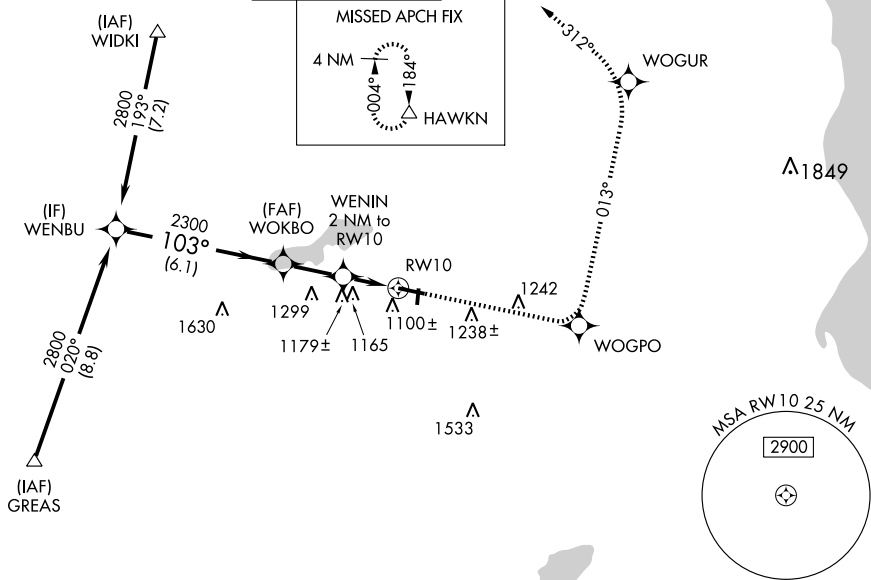 MISSED APCH FIX
4 NM
004°
184°
HAWKN
(IAF)
WIDKI
2800
193°
(7.2)
312°
WOGUR
013°
1849
(IF)
WENBU
2300
103°
(6.1)
(FAF)
WOKBO
WENIN
2 NM to
RW10
RW10
1630
1299
1179±
1165
1100±
1238±
1242
WOGPO
2800
020°
(8.8)
(IAF)
GREAS
1533
MSA RW10 25 NM
2900